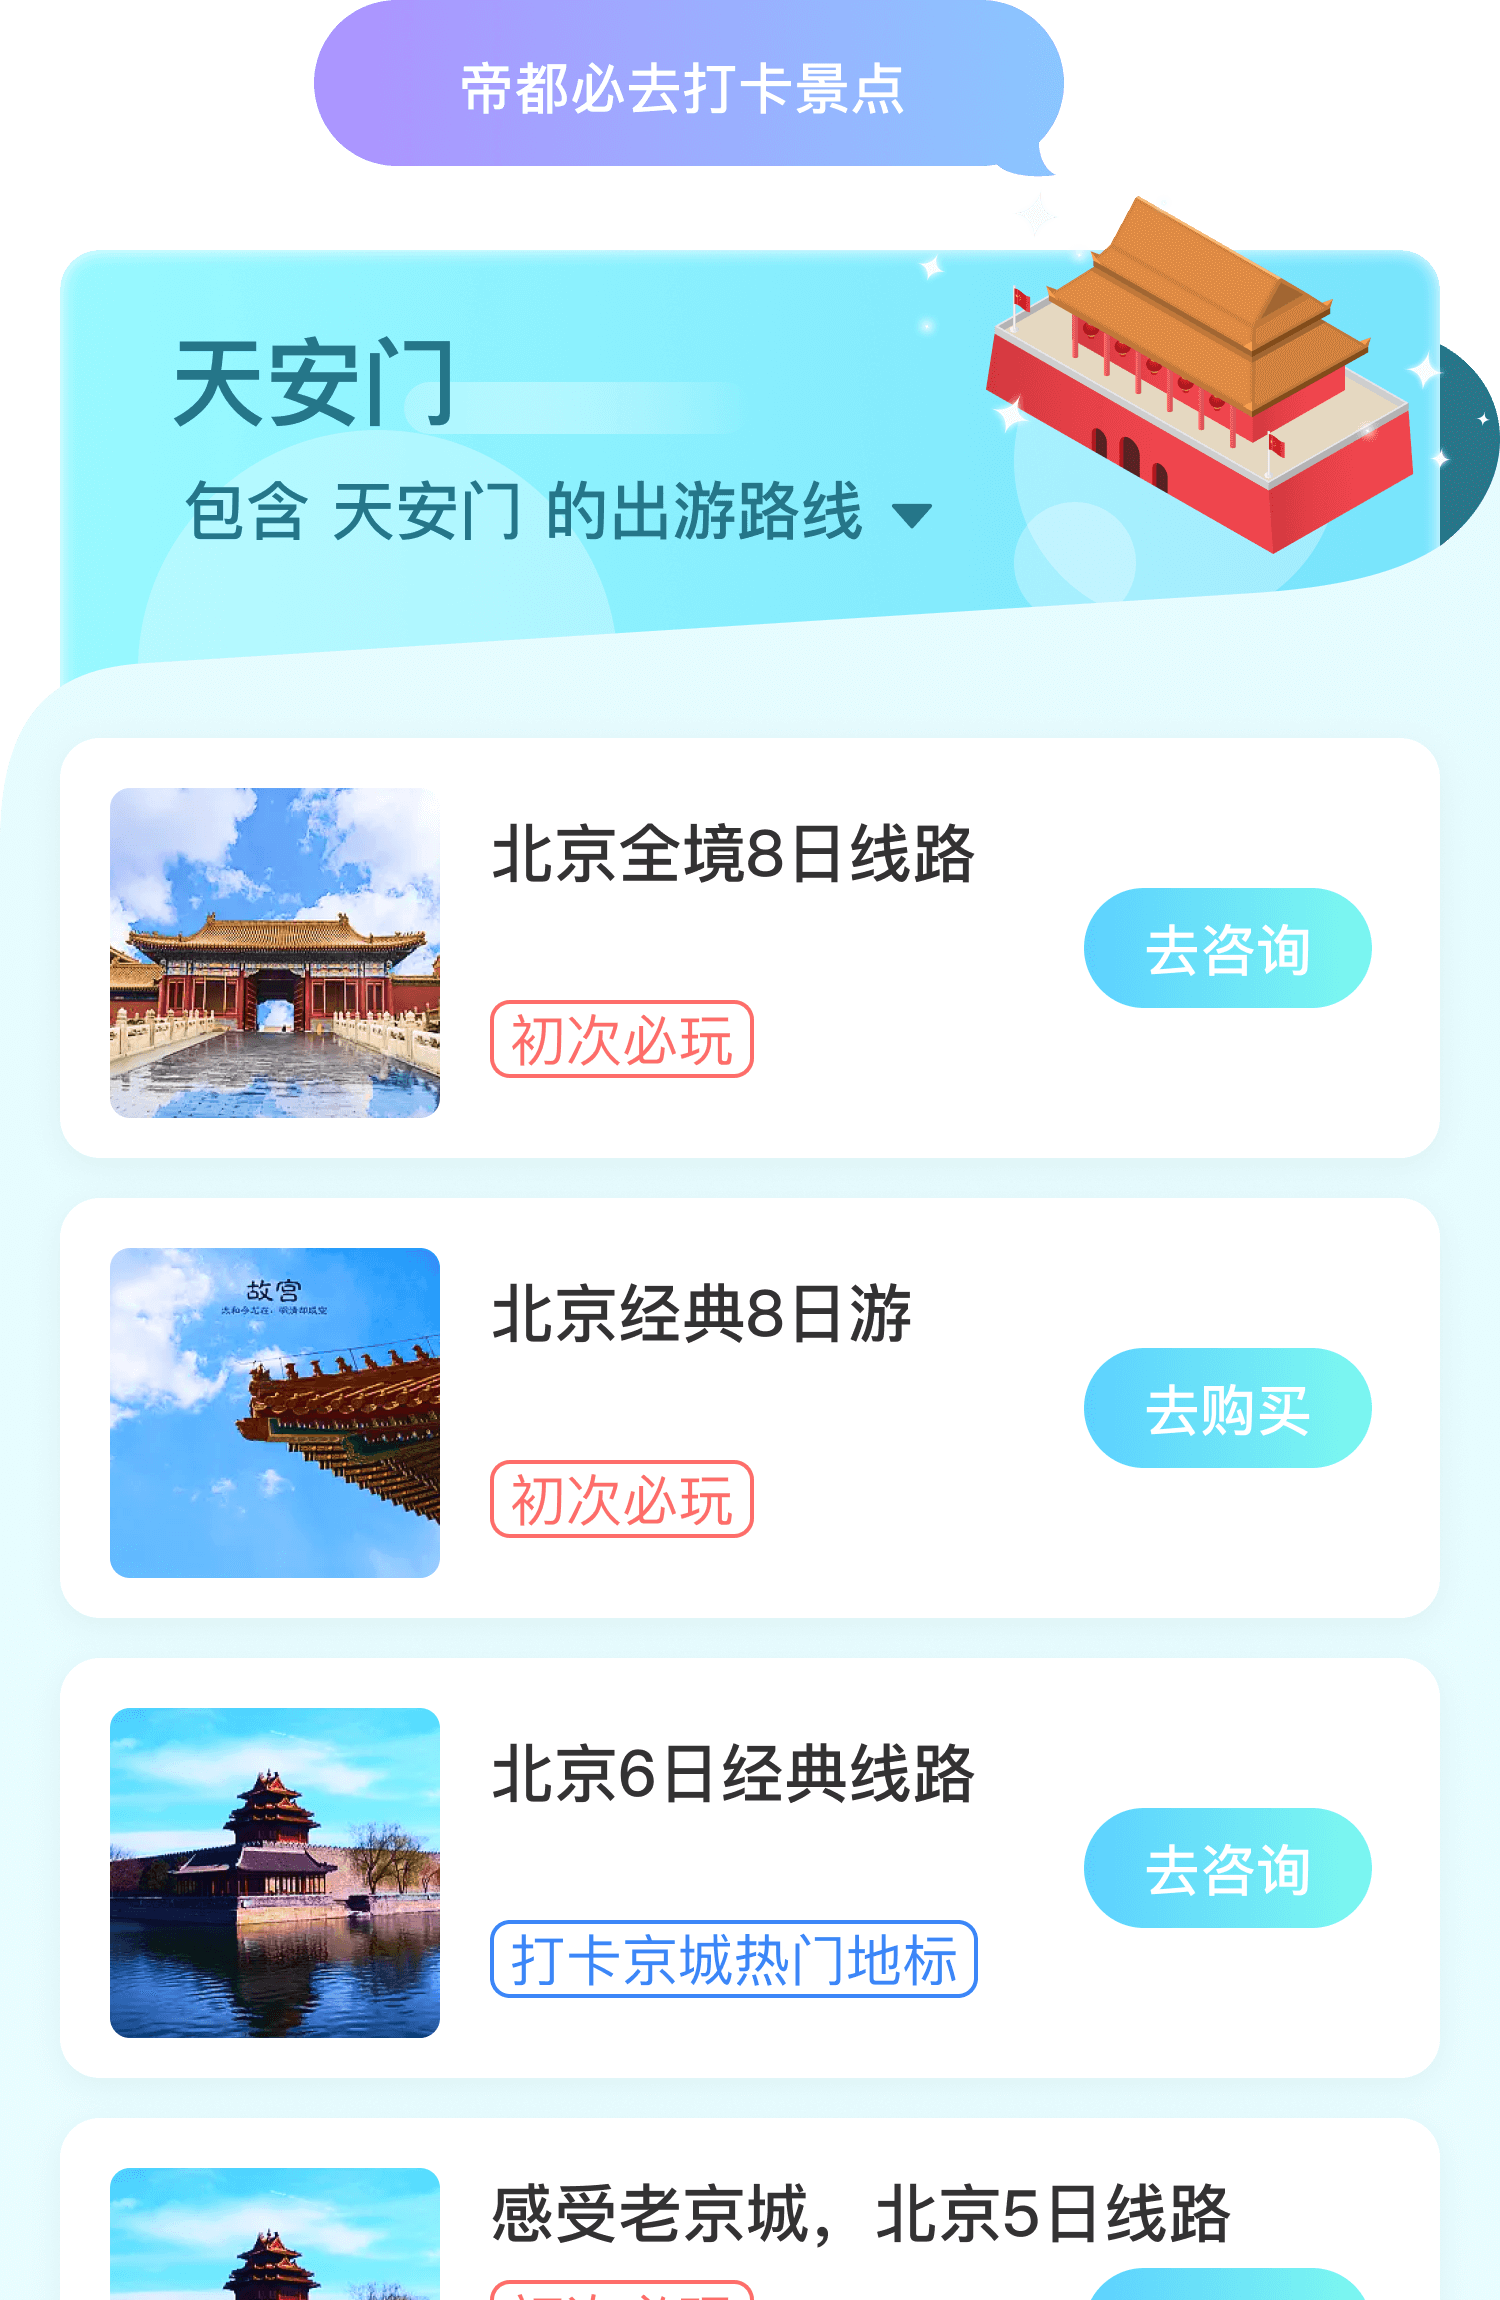 帝都必去打卡景点
天安门
包含 天安门 的出游路线
北京全境8日线路
去咨询
初次必玩
故宫
北京经典8日游
去购买
初次必玩
北京6日经典线路
去咨询
打卡京城热门地标
感受老京城，北京5日线路
初次必玩